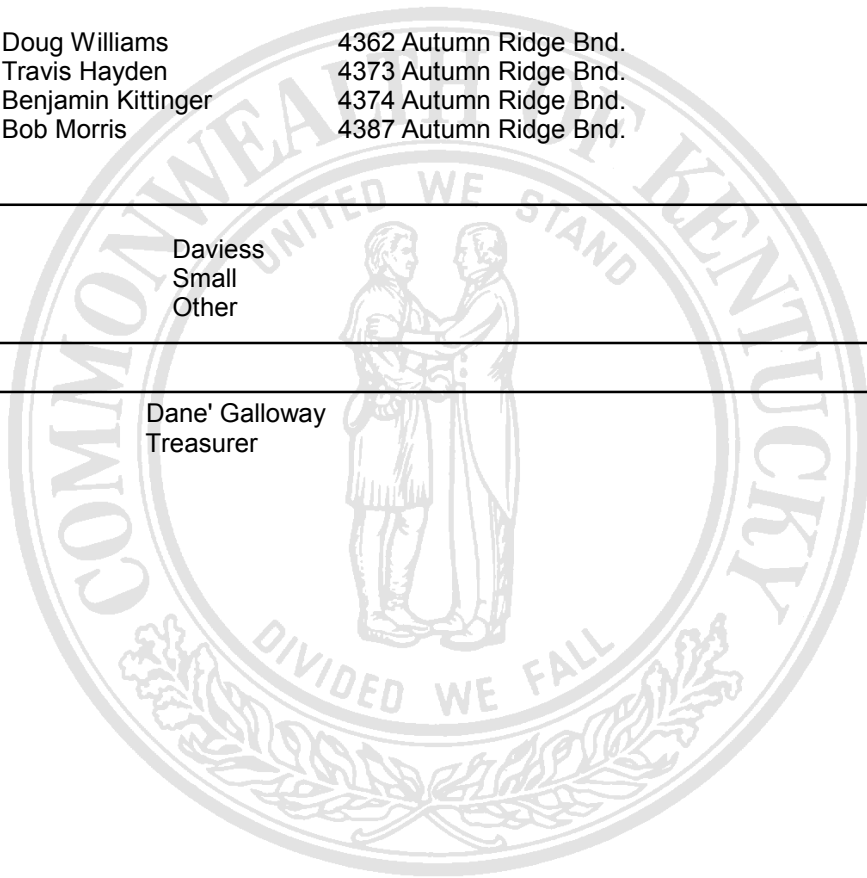 Doug Williams 4362 Autumn Ridge Bnd.
Travis Hayden 4373 Autumn Ridge Bnd.
Benjamin Kittinger 4374 Autumn Ridge Bnd.
Bob Morris 4387 Autumn Ridge Bnd.
Daviess
Small
Other
Dane' Galloway
Treasurer
COMMONWEALTH OF KENTUCKY
UNITED WE STAND
DIVIDED WE FALL